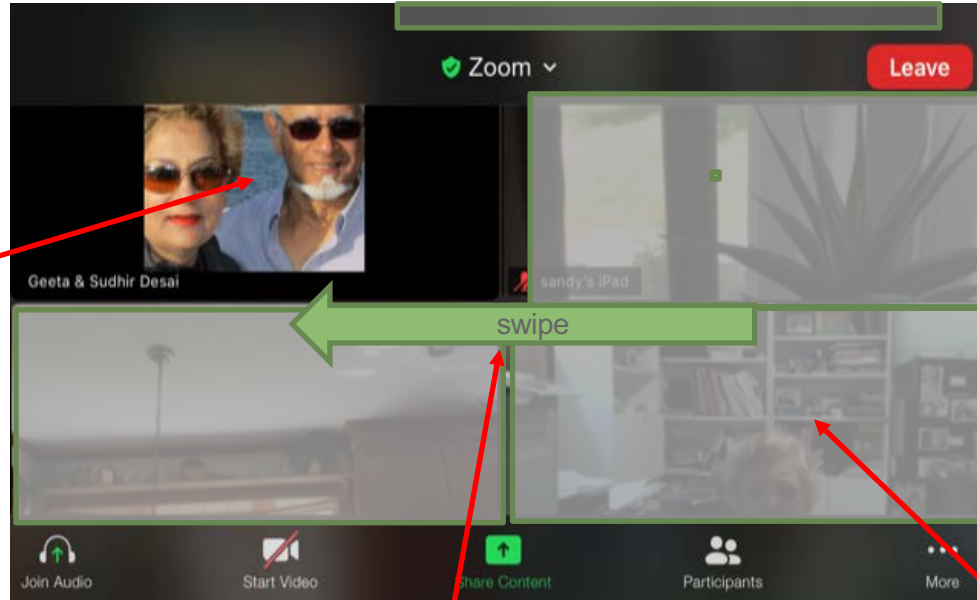 Zoom
Leave
Geeta & Sudhir Desai
sandy's iPad
swipe
Join Audio
Start Video
Share Content
Participants
More